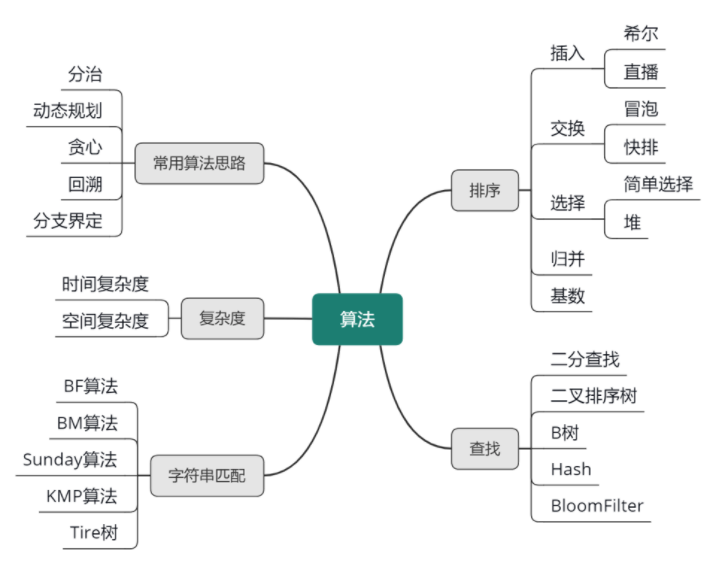 算法
常用算法思路
分治
动态规划
贪心
回溯
分支界定
复杂度
时间复杂度
空间复杂度
字符串匹配
BF算法
BM算法
Sunday算法
KMP算法
Tire树
排序
插入
希尔
直播
交换
冒泡
快排
选择
简单选择
堆
归并
基数
查找
二分查找
二叉排序树
B树
Hash
BloomFilter